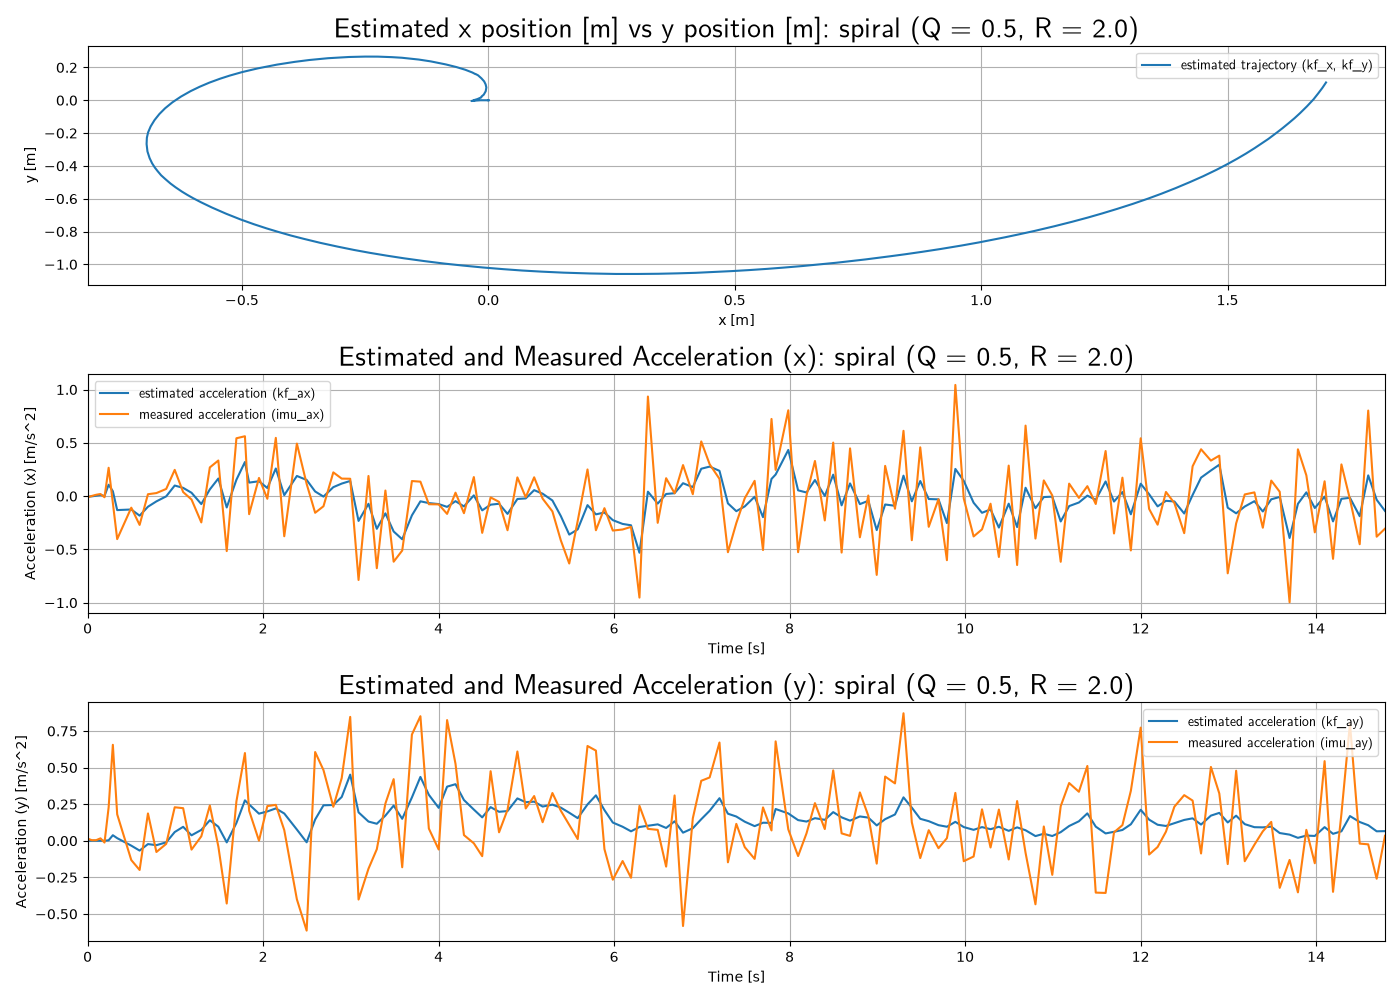 Estimated x position [m] vs y position [m]: spiral (Q = 0.5, R = 2.0)
estimated trajectory (kf_x, kf_y)
y [m]
0.2
0.0
−0.2
−0.4
−0.6
−0.8
−1.0
−0.5 0.0 0.5 1.0 1.5
x [m]
Estimated and Measured Acceleration (x): spiral (Q = 0.5, R = 2.0)
estimated acceleration (kf_ax)
measured acceleration (imu_ax)
Acceleration (x) [m/s^2]
1.0
0.5
0.0
−0.5
−1.0
0 2 4 6 8 10 12 14
Time [s]
Estimated and Measured Acceleration (y): spiral (Q = 0.5, R = 2.0)
estimated acceleration (kf_ay)
measured acceleration (imu_ay)
Acceleration (y) [m/s^2]
0.75
0.50
0.25
0.00
−0.25
−0.50
0 2 4 6 8 10 12 14
Time [s]